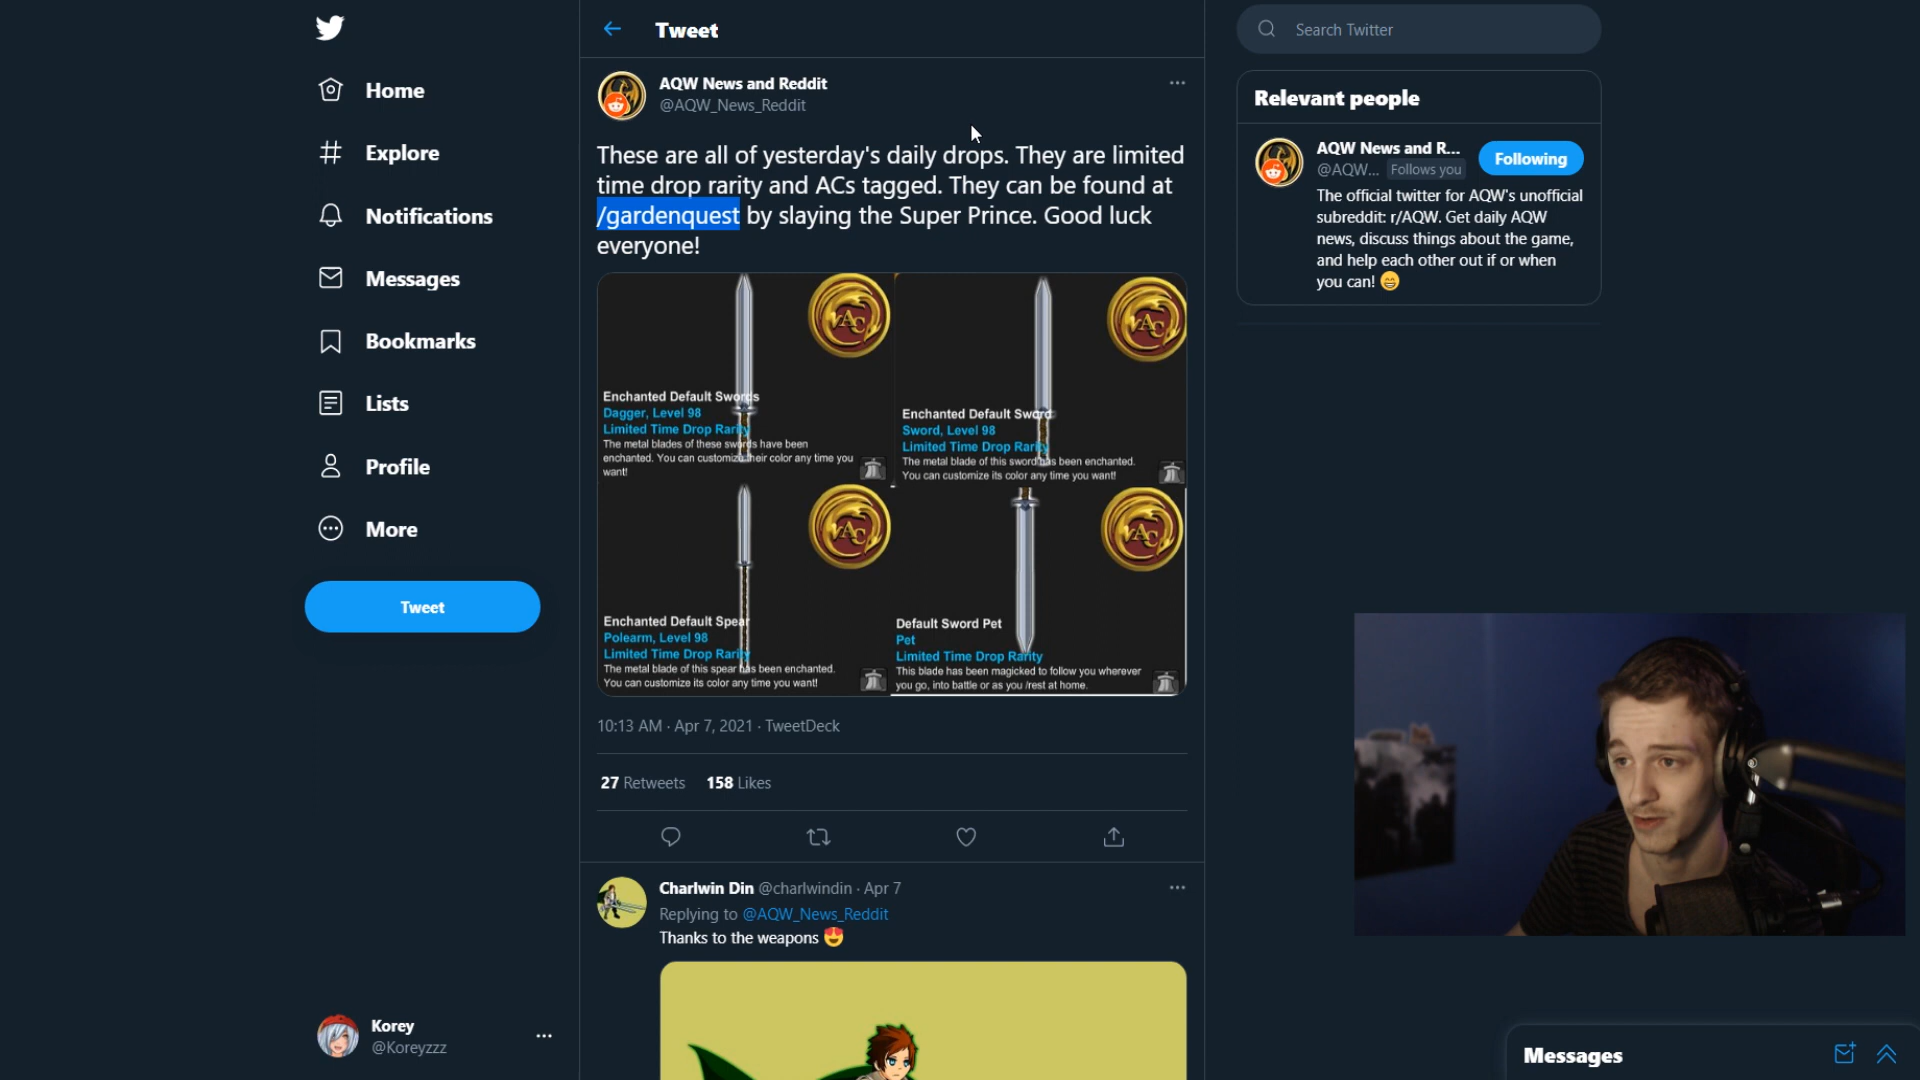 Home
Explore
Notifications
Messages
Bookmarks
Lists
Profile
More
Tweet
Korey
@Koreyzzz
Tweet
AQW News and Reddit
@AQW_News_Reddit
These are all of yesterday's daily drops. They are limited
time drop rarity and ACs tagged. They can be found at
/gardenquest by slaying the Super Prince. Good luck
everyone!
AC
Enchanted Default Swords
Dagger, Level 98
Limited Time Drop Rarity
The metal blades of these swords have been
enchanted. You can customize their color any time you
want!
AC
Enchanted Default Sword
Sword, Level 98
Limited Time Drop Rarity
The metal blade of this sword has been enchanted.
You can customize its color any time you want!
AC
Enchanted Default Spear
Polearm, Level 98
Limited Time Drop Rarity
The metal blade of this spear has been enchanted.
You can customize its color any time you want!
AC
Default Sword Pet
Pet
Limited Time Drop Rarity
This blade has been magicked to follow you wherever
you go, into battle or as you /rest at home.
10:13 AM · Apr 7, 2021 · TweetDeck
27 Retweets 158 Likes
Charlwin Din @charlwindin · Apr 7
Replying to @AQW_News_Reddit
Thanks to the weapons 😍
Search Twitter
Relevant people
AQW News and R...
@AQW... Follows you
Following
The official twitter for AQW's unofficial
subreddit: r/AQW. Get daily AQW
news, discuss things about the game,
and help each other out if or when
you can! 😁
Messages